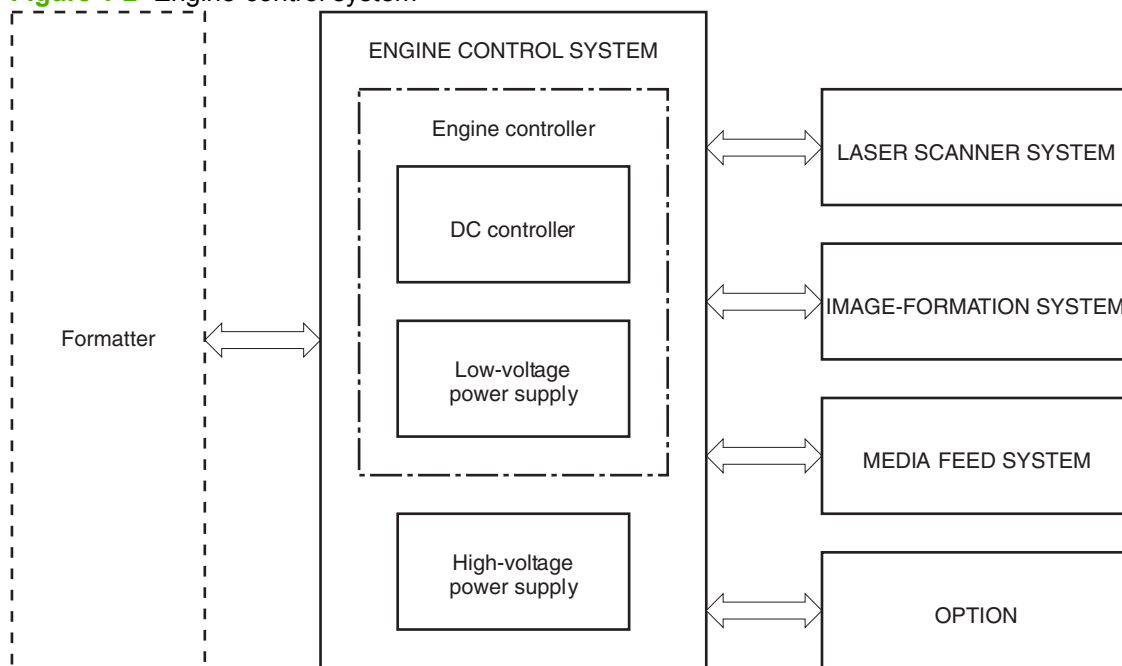 Engine control system
ENGINE CONTROL SYSTEM
Engine controller
DC controller
Low-voltage
power supply
High-voltage
power supply
Formatter
LASER SCANNER SYSTEM
IMAGE-FORMATION SYSTEM
MEDIA FEED SYSTEM
OPTION